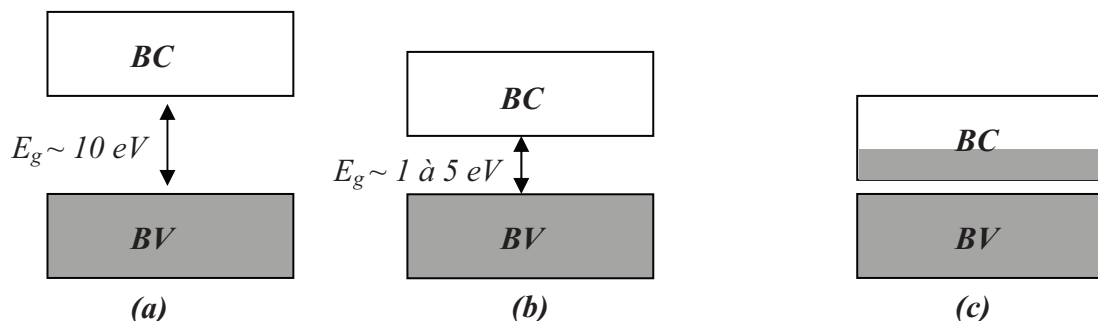 BC
BC
E_g ~ 10 eV
BC
E_g ~ 1 à 5 eV
BV
BV
BV
(a)
(b)
(c)